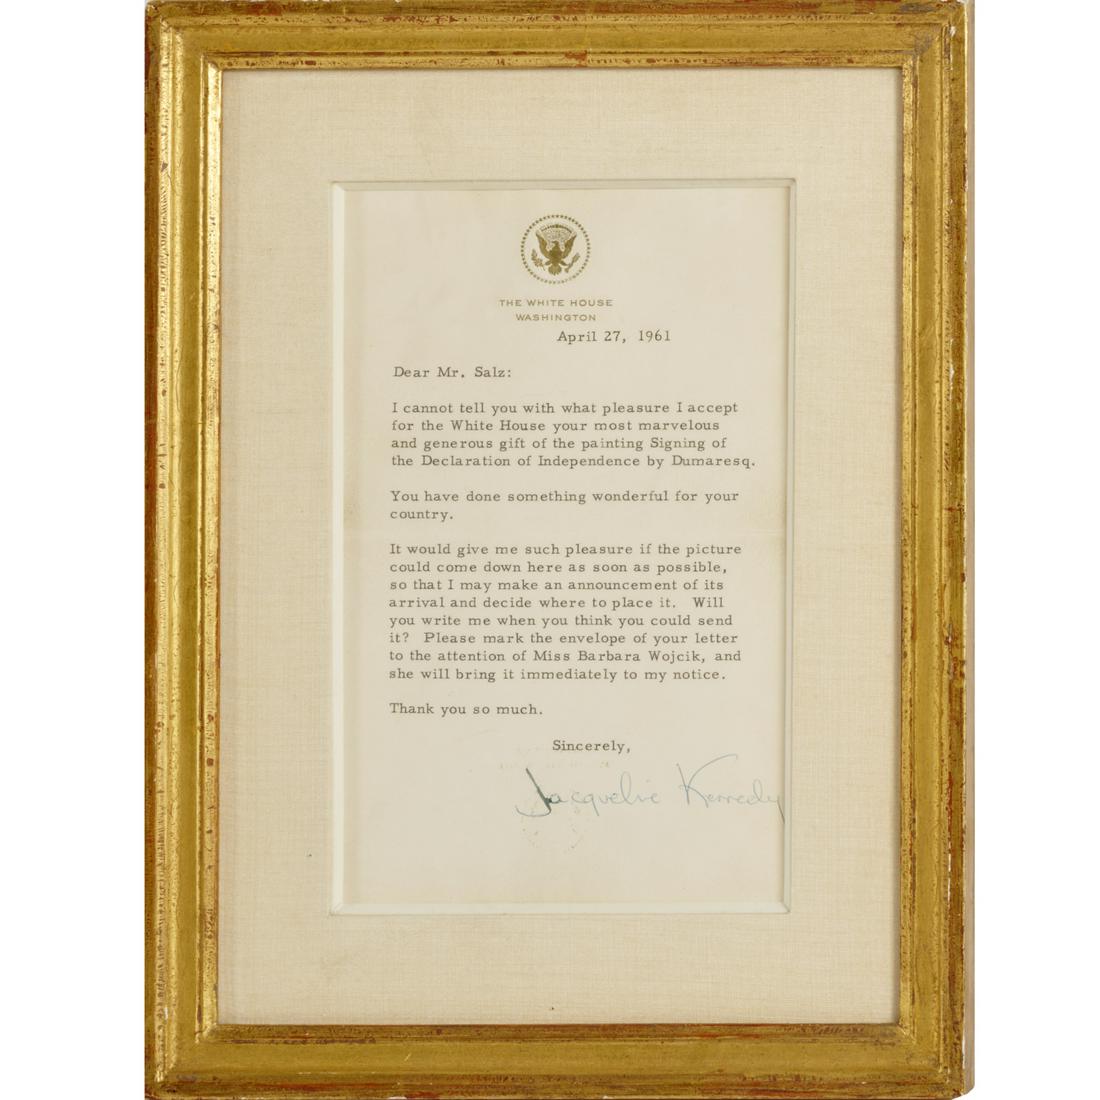 THE WHITE HOUSE
WASHINGTON
April 27, 1961
Dear Mr. Salz:
I cannot tell you with what pleasure I accept
for the White House your most marvelous
and generous gift of the painting Signing of
the Declaration of Independence by Dumaresq.
You have done something wonderful for your
country.
It would give me such pleasure if the picture
could come down here as soon as possible,
so that I may make an announcement of its
arrival and decide where to place it. Will
you write me when you think you could send
it? Please mark the envelope of your letter
to the attention of Miss Barbara Wojcik, and
she will bring it immediately to my notice.
Thank you so much.
Sincerely,
Jacqueline Kennedy